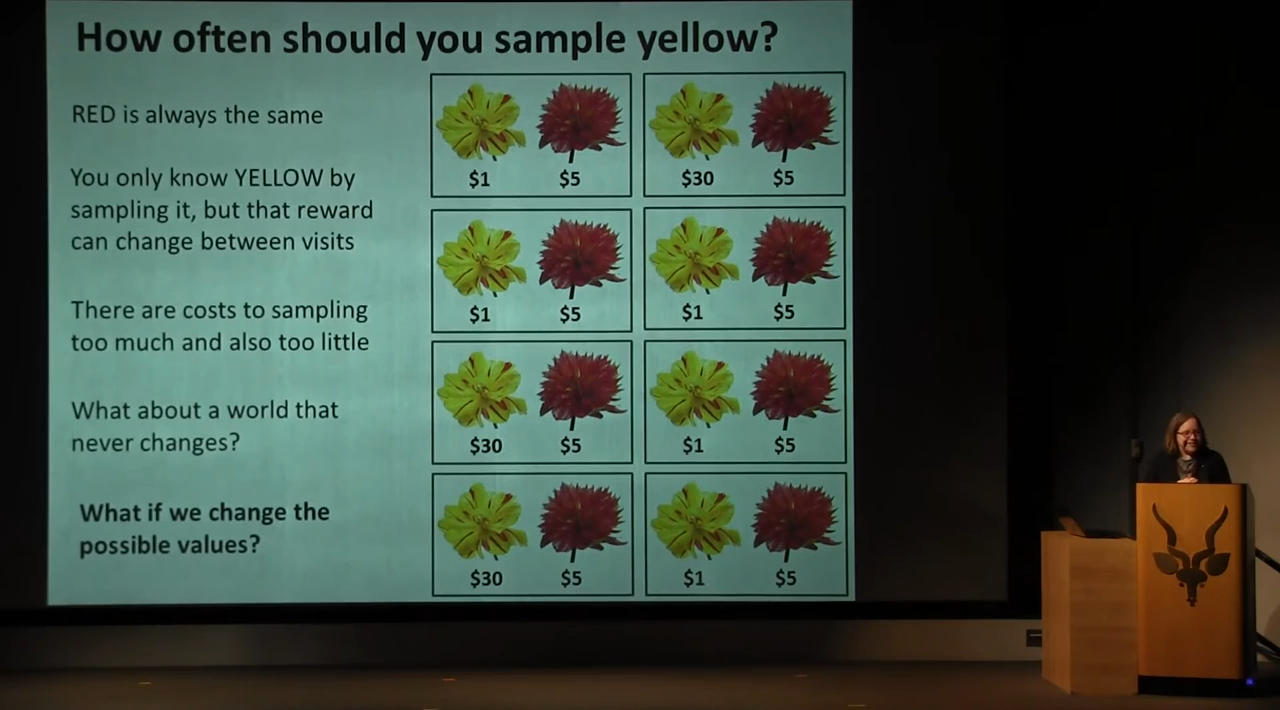 How often should you sample yellow?
RED is always the same
You only know YELLOW by
sampling it, but that reward
can change between visits
There are costs to sampling
too much and also too little
What about a world that
never changes?
What if we change the
possible values?
$1 $5 $30 $5
$1 $5 $1 $5
$30 $5 $1 $5
$30 $5 $1 $5